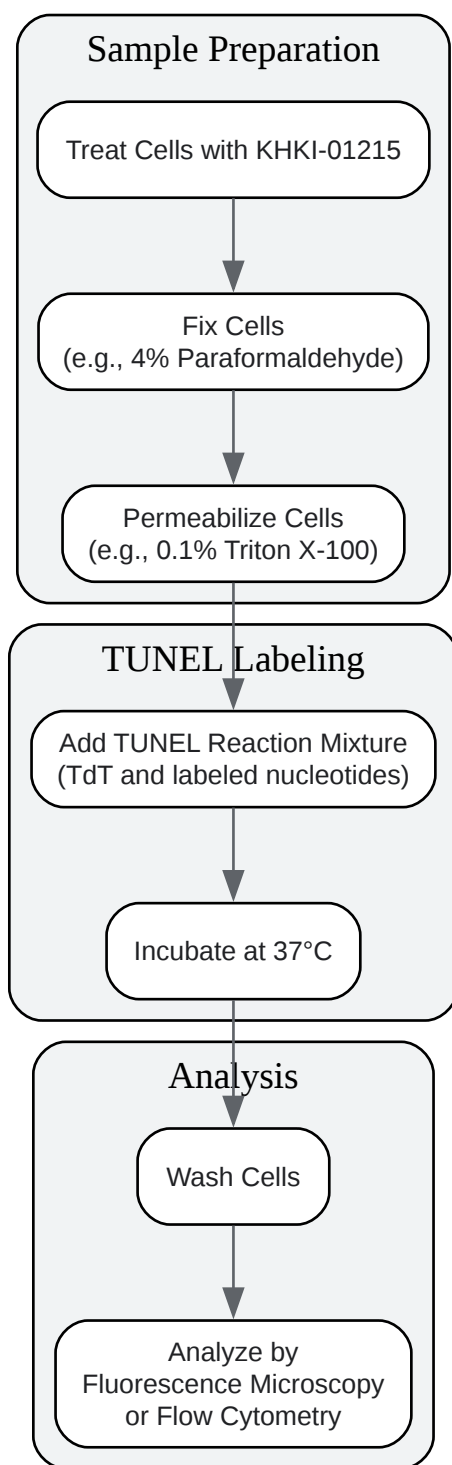 Sample Preparation
Treat Cells with KHKI-01215
Fix Cells
(e.g., 4% Paraformaldehyde)
Permeabilize Cells
(e.g., 0.1% Triton X-100)
TUNEL Labeling
Add TUNEL Reaction Mixture
(TdT and labeled nucleotides)
Incubate at 37°C
Analysis
Wash Cells
Analyze by
Fluorescence Microscopy
or Flow Cytometry